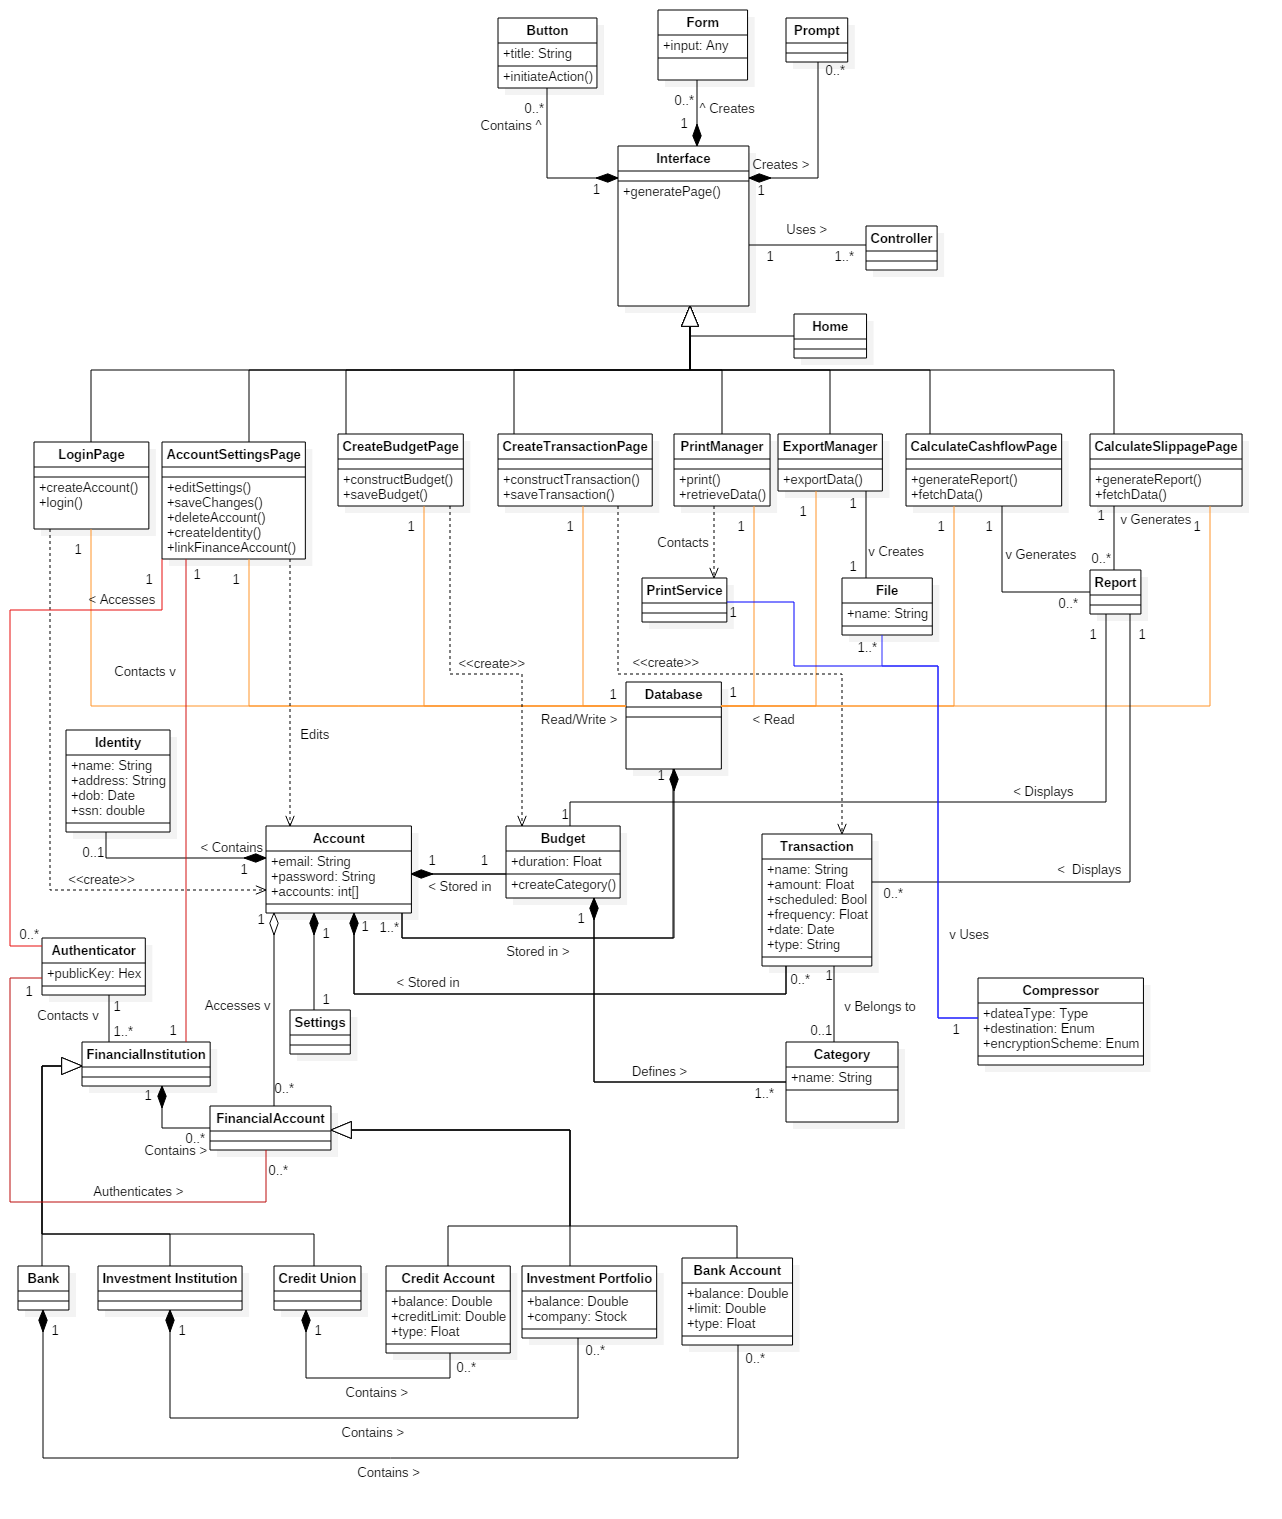 Button
+title: String
+initiateAction()
Form
+input: Any
Prompt
0..*
0..*
Contains ^
0..*
^ Creates
1
Interface
+generatePage()
Creates >
1
1
Uses >
1
1..*
Controller
Home
LoginPage
+createAccount()
+login()
AccountSettingsPage
+editSettings()
+saveChanges()
+deleteAccount()
+createIdentity()
+linkFinanceAccount()
CreateBudgetPage
+constructBudget()
+saveBudget()
CreateTransactionPage
+constructTransaction()
+saveTransaction()
PrintManager
+print()
+retrieveData()
ExportManager
+exportData()
CalculateCashflowPage
+generateReport()
+fetchData()
CalculateSlippagePage
+generateReport()
+fetchData()
1
1
1
1
1
1
1
1
1
1
1
1
1
v Generates
1
Contacts
v Creates
1
v Generates
0..*
0..*
< Accesses
PrintService
1
File
+name: String
1..*
Report
1
1
Contacts v
<<create>>
<<create>>
1
Database
1
Read/Write >
< Read
1
Edits
Identity
+name: String
+address: String
+dob: Date
+ssn: double
0..1
< Contains
1
<<create>>
Account
+email: String
+password: String
+accounts: int[]
1
1
< Stored in
1
Budget
+duration: Float
+createCategory()
1
< Displays
Transaction
+name: String
+amount: Float
+scheduled: Bool
+frequency: Float
+date: Date
+type: String
< Displays
0..*
1
1
1
1..*
Stored in >
< Stored in
0..*
1
v Uses
0..*
Authenticator
+publicKey: Hex
1
1
Contacts v
1..*
1
Accesses v
1
Settings
v Belongs to
0..1
Compressor
+dateaType: Type
+destination: Enum
+encryptionScheme: Enum
1
FinancialInstitution
1
0..*
Contains >
0..*
FinancialAccount
0..*
Defines >
1..*
Category
+name: String
Authenticates >
Bank
1
Investment Institution
1
Credit Union
1
Credit Account
+balance: Double
+creditLimit: Double
+type: Float
0..*
Investment Portfolio
+balance: Double
+company: Stock
0..*
Bank Account
+balance: Double
+limit: Double
+type: Float
0..*
Contains >
Contains >
Contains >